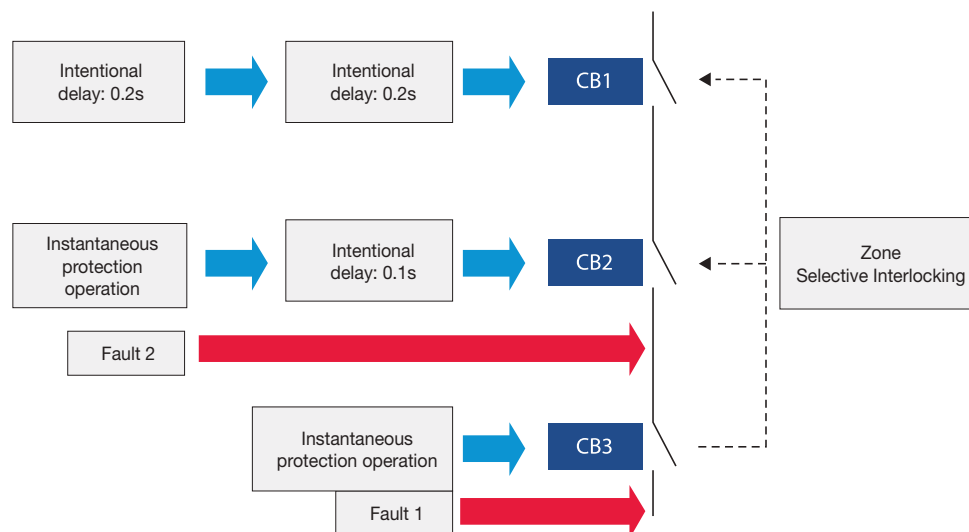 Intentional
delay: 0.2s
Intentional
delay: 0.2s
CB1
Instantaneous
protection
operation
Intentional
delay: 0.1s
CB2
Zone
Selective Interlocking
Fault 2
Instantaneous
protection operation
CB3
Fault 1